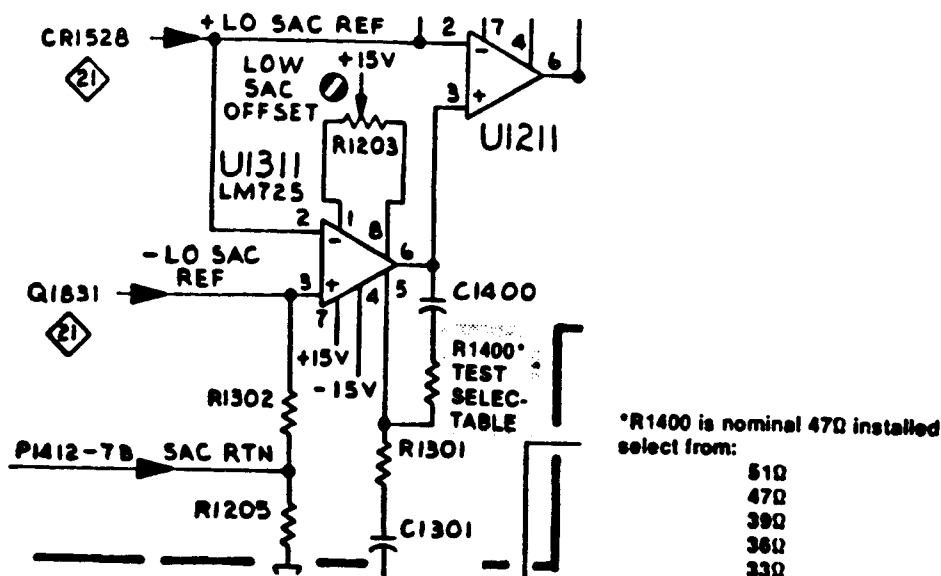 +LO SAC REF
CR1528
21
LOW
SAC
OFFSET
+15V
R1203
2
-
7
4
6
3
+
U1211
U1311
LM725
2
-
1
8
6
-LO SAC
REF
Q1831
21
3
+
7
4
5
+15V
-15V
C1400
R1400*
TEST
SELEC-
TABLE
R1302
P1412-7B
SAC RTN
R1301
R1205
C1301
*R1400 is nominal 47Ω installed
select from:
51Ω
47Ω
39Ω
36Ω
33Ω